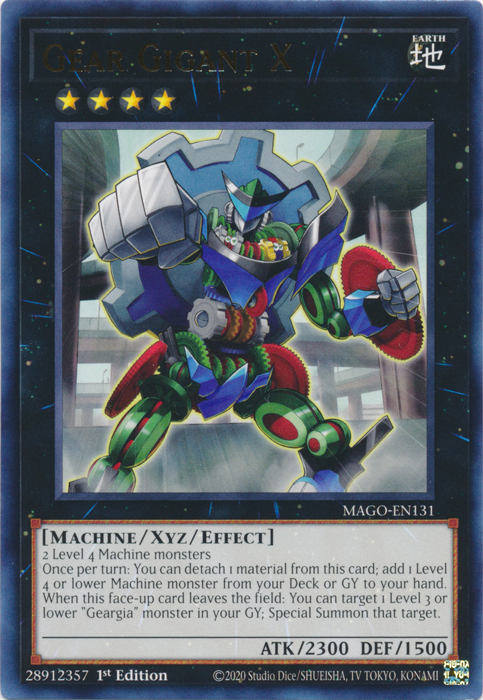 Gear Gigant X
EARTH
地
MAGO-EN131
[Machine/Xyz/Effect]
2 Level 4 Machine monsters
Once per turn: You can detach 1 material from this card; add 1 Level
4 or lower Machine monster from your Deck or GY to your hand.
When this face-up card leaves the field: You can target 1 Level 3 or
lower "Geargia" monster in your GY; Special Summon that target.
ATK/2300 DEF/1500
28912357 1st Edition ©2020 Studio Dice/SHUEISHA, TV TOKYO, KONAMI